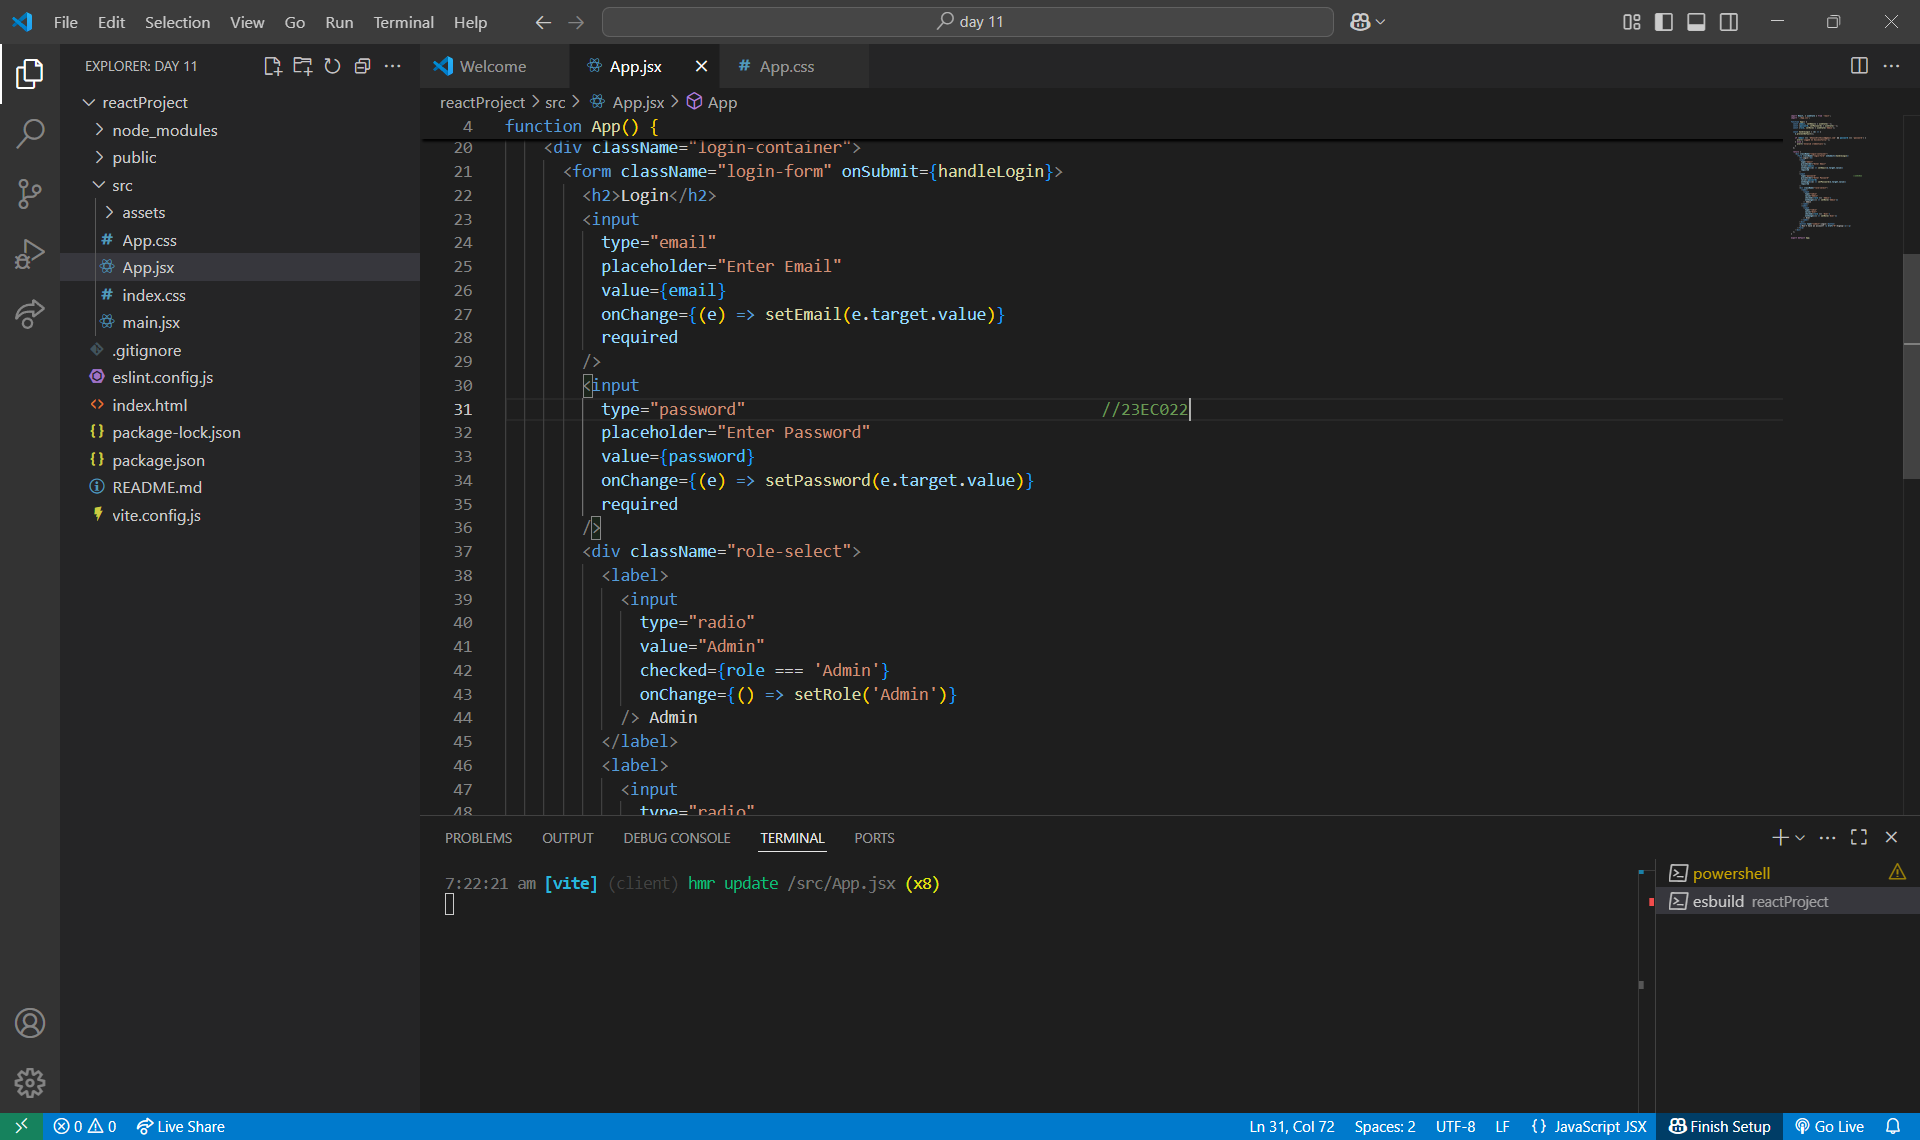 File Edit Selection View Go Run Terminal Help
day 11
EXPLORER: DAY 11
reactProject
node_modules
public
src
assets
App.css
App.jsx
index.css
main.jsx
.gitignore
eslint.config.js
index.html
package-lock.json
package.json
README.md
vite.config.js
Welcome App.jsx App.css
reactProject > src > App.jsx > App
4 function App() {
20 <div className="login-container">
21 <form className="login-form" onSubmit={handleLogin}>
22 <h2>Login</h2>
23 <input
24 type="email"
25 placeholder="Enter Email"
26 value={email}
27 onChange={(e) => setEmail(e.target.value)}
28 required
29 />
30 <input
31 type="password" //23EC022
32 placeholder="Enter Password"
33 value={password}
34 onChange={(e) => setPassword(e.target.value)}
35 required
36 />
37 <div className="role-select">
38 <label>
39 <input
40 type="radio"
41 value="Admin"
42 checked={role === 'Admin'}
43 onChange={() => setRole('Admin')}
44 /> Admin
45 </label>
46 <label>
47 <input
48 type="radio"
PROBLEMS OUTPUT DEBUG CONSOLE TERMINAL PORTS
7:22:21 am [vite] (client) hmr update /src/App.jsx (x8)
powershell
esbuild reactProject
0 0 Live Share
Ln 31, Col 72 Spaces: 2 UTF-8 LF {} JavaScript JSX Finish Setup Go Live